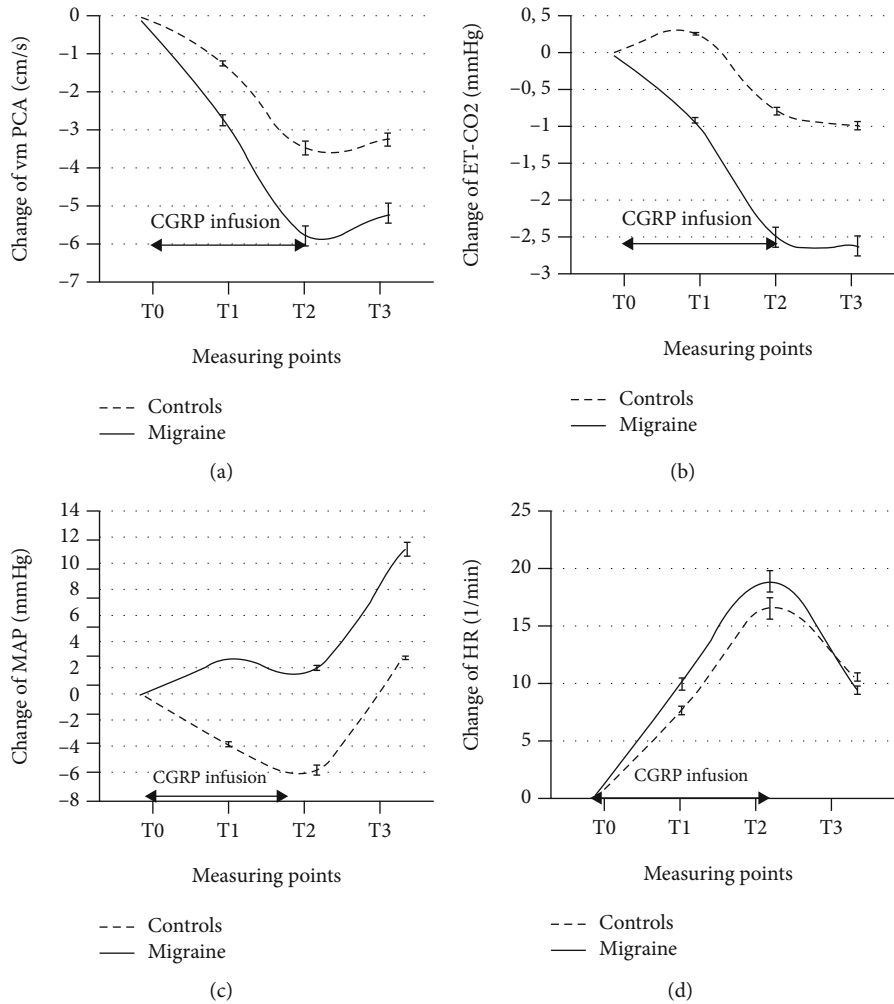 Change of vm PCA (cm/s)
0
−1
−2
−3
−4
−5
−6
−7
CGRP infusion
T0 T1 T2 T3
Measuring points
Controls
Migraine
(a)
Change of ET-CO2 (mmHg)
0, 5
0
−0,5
−1
−1,5
−2
−2,5
−3
CGRP infusion
T0 T1 T2 T3
Measuring points
Controls
Migraine
(b)
Change of MAP (mmHg)
14
12
10
8
6
4
2
0
−2
−4
−6
−8
CGRP infusion
T0 T1 T2 T3
Measuring points
Controls
Migraine
(c)
Change of HR (1/min)
25
20
15
10
5
0
CGRP infusion
T0 T1 T2 T3
Measuring points
Controls
Migraine
(d)